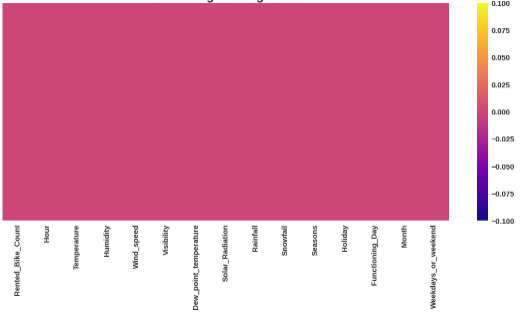 0.100
0.075
0.050
0.025
0.000
−0.025
−0.050
−0.075
−0.100
Rented_Bike_Count
Hour
Temperature
Humidity
Wind_speed
Visibility
Dew_point_temperature
Solar_Radiation
Rainfall
Snowfall
Seasons
Holiday
Functioning_Day
Month
Weekdays_or_weekend